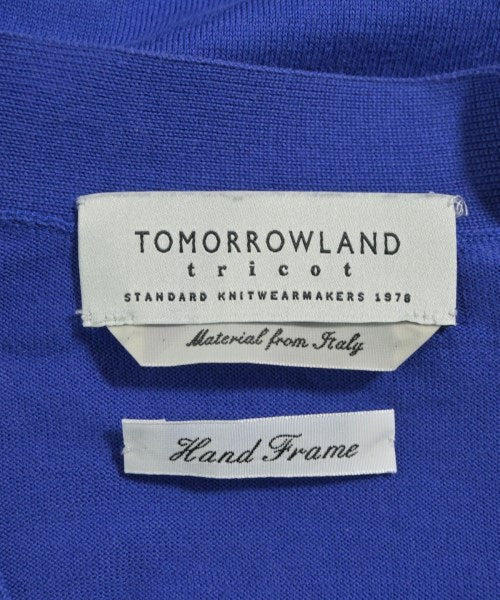 TOMORROWLAND
tricot
STANDARD KNITWEARMAKERS 1978
Material from Italy
Hand Frame